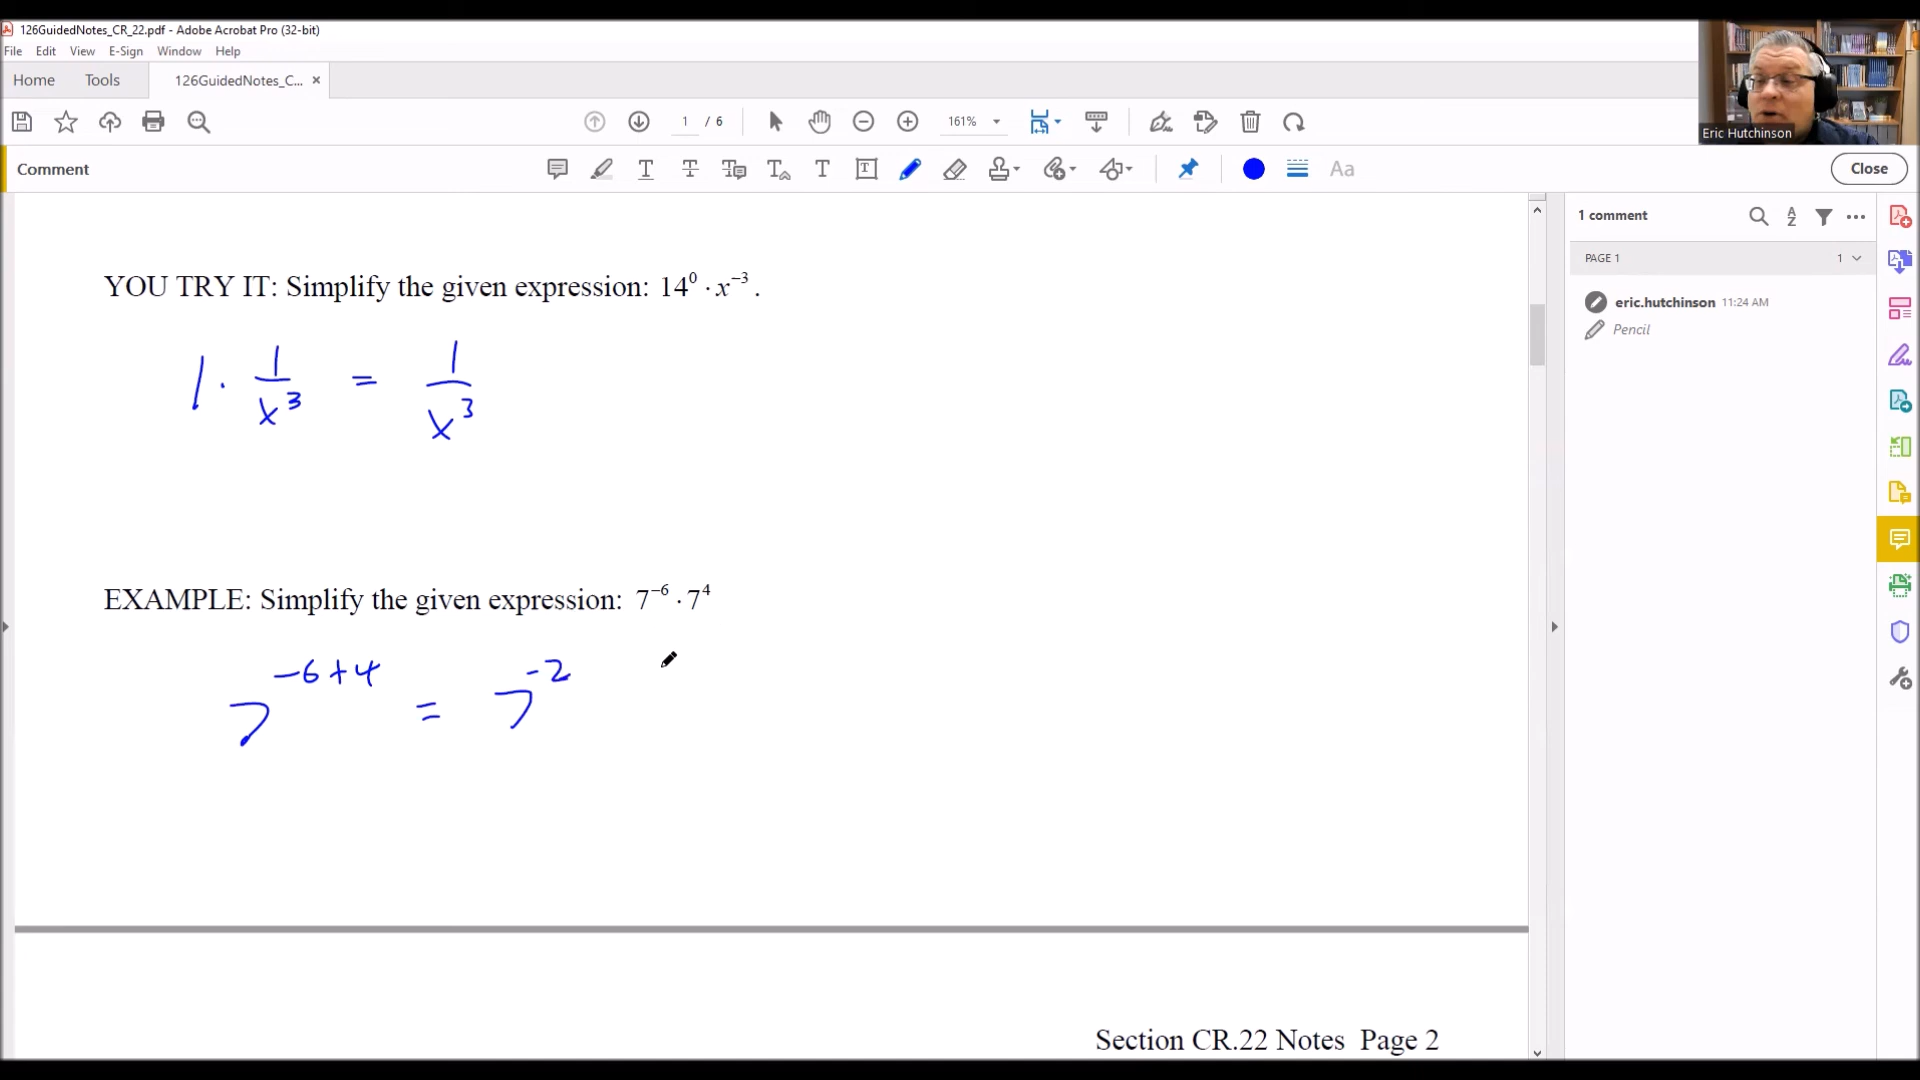 126GuidedNotes_CR_22.pdf - Adobe Acrobat Pro (32-bit)
File Edit View E-Sign Window Help
Home Tools 126GuidedNotes_C... ×
1 / 6 161%
Eric Hutchinson
Comment
Aa
Close
1 comment
A
Z
PAGE 1 1
eric.hutchinson 11:24 AM
Pencil
YOU TRY IT: Simplify the given expression: 14⁰ · x⁻³ .
1 · 1/x³ = 1/x³
EXAMPLE: Simplify the given expression: 7⁻⁶ · 7⁴
7⁻⁶⁺⁴ = 7⁻²
Section CR.22 Notes Page 2